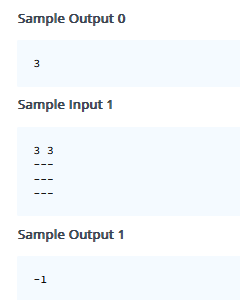 Sample Output 0
3
Sample Input 1
3 3
---
---
---
Sample Output 1
-1